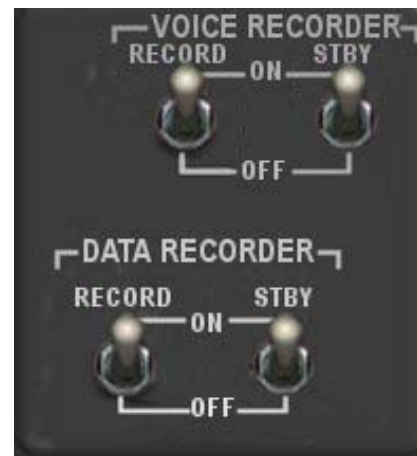 VOICE RECORDER
RECORD STBY
ON
OFF
DATA RECORDER
RECORD STBY
ON
OFF